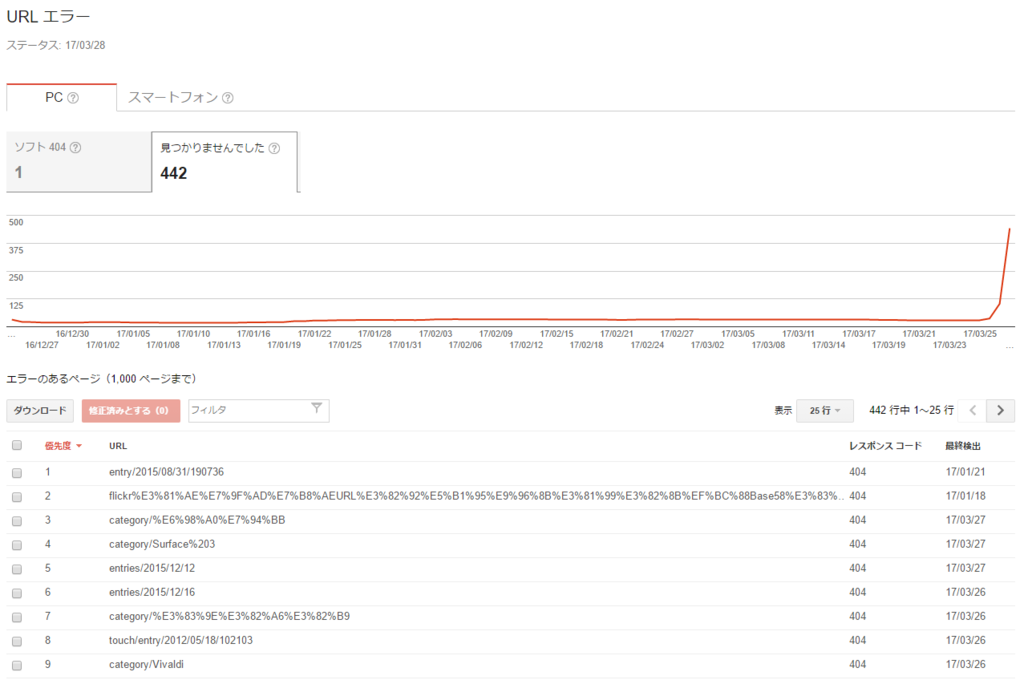 URL エラー
ステータス: 17/03/28
PC ?
スマートフォン ?
ソフト 404 ?
1
見つかりませんでした ?
442
500
375
250
125
... 16/12/30 17/01/05 17/01/10 17/01/16 17/01/22 17/01/28 17/02/03 17/02/09 17/02/15 17/02/21 17/02/27 17/03/05 17/03/11 17/03/17 17/03/21 17/03/25
16/12/27 17/01/02 17/01/08 17/01/13 17/01/19 17/01/25 17/01/31 17/02/06 17/02/12 17/02/18 17/02/24 17/03/02 17/03/08 17/03/14 17/03/19 17/03/23 ...
エラーのあるページ（1,000 ページまで）
ダウンロード 修正済みとする (0) フィルタ 表示 25 行 442 行中 1～25 行
優先度 URL レスポンス コード 最終検出
1 entry/2015/08/31/190736 404 17/01/21
2 flickr%E3%81%AE%E7%9F%AD%E7%B8%AEURL%E3%82%92%E5%B1%95%E9%96%8B%E3%81%99%E3%82%8B%EF%BC%88Base58%E3%83%... 404 17/01/18
3 category/%E6%98%A0%E7%94%BB 404 17/03/27
4 category/Surface%203 404 17/03/27
5 entries/2015/12/12 404 17/03/27
6 entries/2015/12/16 404 17/03/26
7 category/%E3%83%9E%E3%82%A6%E3%82%B9 404 17/03/26
8 touch/entry/2012/05/18/102103 404 17/03/26
9 category/Vivaldi 404 17/03/26